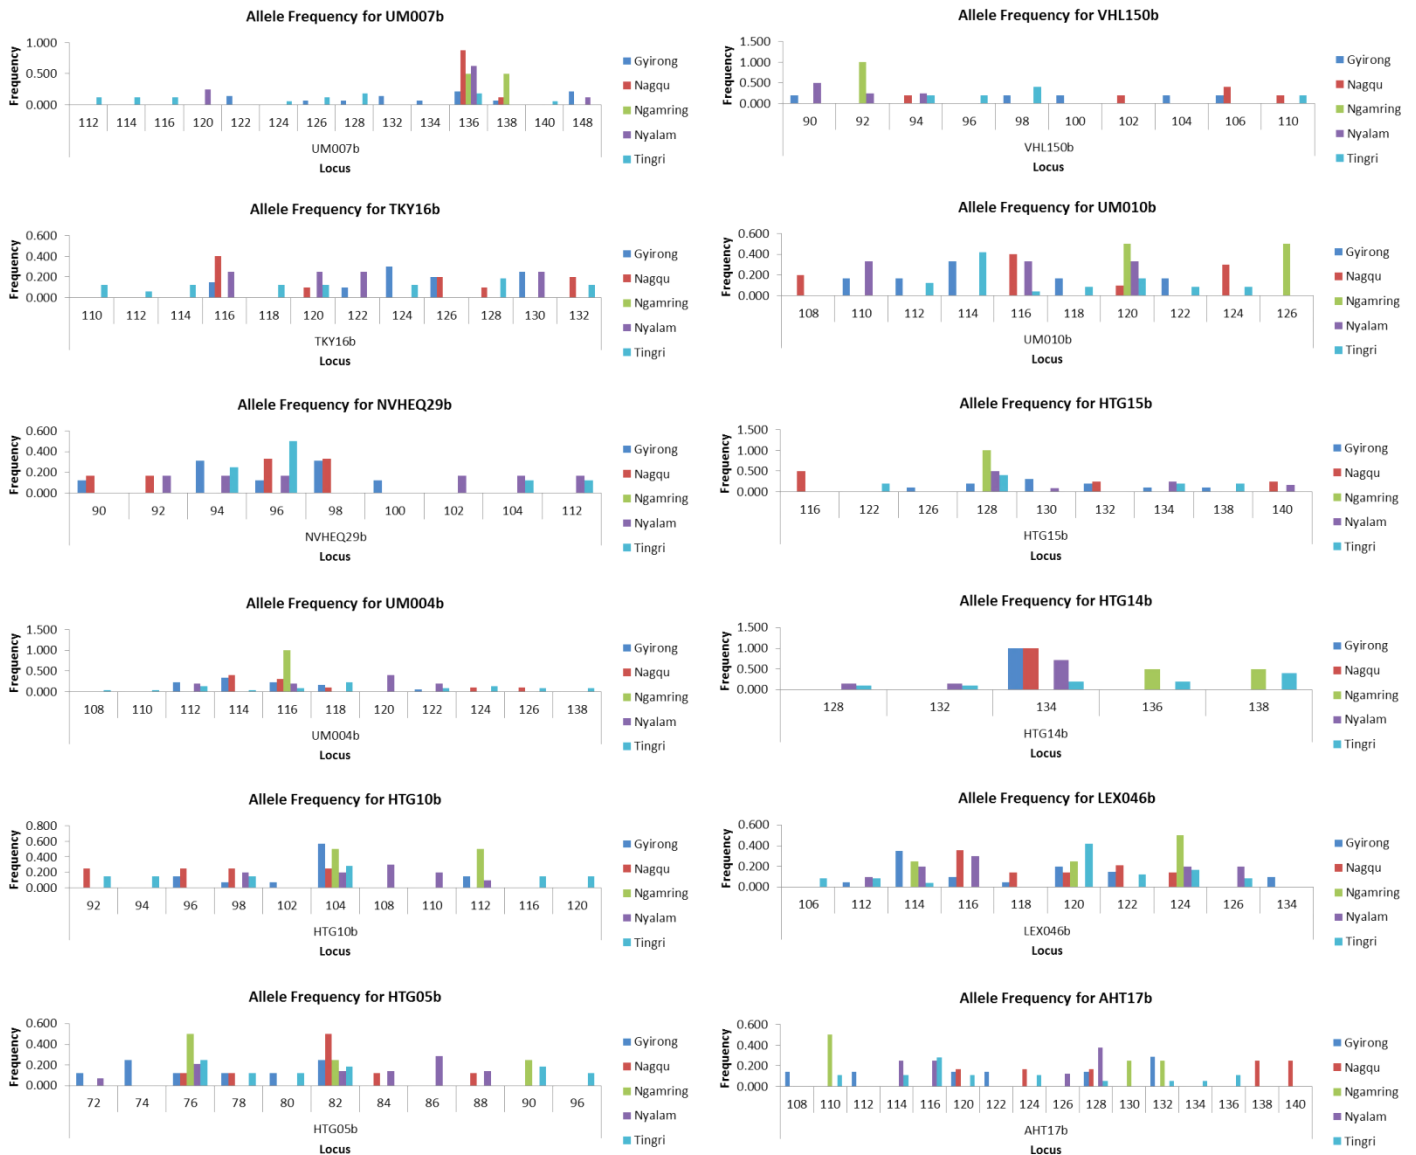 Allele Frequency for UM007b
Frequency
1.000
0.500
0.000
112 114 116 120 122 124 126 128 132 134 136 138 140 148
UM007b
Locus
Gyirong
Nagqu
Ngamring
Nyalam
Tingri
Allele Frequency for VHL150b
Frequency
1.500
1.000
0.500
0.000
90 92 94 96 98 100 102 104 106 110
VHL150b
Locus
Gyirong
Nagqu
Ngamring
Nyalam
Tingri
Allele Frequency for TKY16b
Frequency
0.600
0.400
0.200
0.000
110 112 114 116 118 120 122 124 126 128 130 132
TKY16b
Locus
Gyirong
Nagqu
Ngamring
Nyalam
Tingri
Allele Frequency for UM010b
Frequency
0.600
0.400
0.200
0.000
108 110 112 114 116 118 120 122 124 126
UM010b
Locus
Gyirong
Nagqu
Ngamring
Nyalam
Tingri
Allele Frequency for NVHEQ29b
Frequency
0.600
0.400
0.200
0.000
90 92 94 96 98 100 102 104 112
NVHEQ29b
Locus
Gyirong
Nagqu
Ngamring
Nyalam
Tingri
Allele Frequency for HTG15b
Frequency
1.500
1.000
0.500
0.000
116 122 126 128 130 132 134 138 140
HTG15b
Locus
Gyirong
Nagqu
Ngamring
Nyalam
Tingri
Allele Frequency for UM004b
Frequency
1.500
1.000
0.500
0.000
108 110 112 114 116 118 120 122 124 126 138
UM004b
Locus
Gyirong
Nagqu
Ngamring
Nyalam
Tingri
Allele Frequency for HTG14b
Frequency
1.500
1.000
0.500
0.000
128 132 134 136 138
HTG14b
Locus
Gyirong
Nagqu
Ngamring
Nyalam
Tingri
Allele Frequency for HTG10b
Frequency
0.800
0.600
0.400
0.200
0.000
92 94 96 98 102 104 108 110 112 116 120
HTG10b
Locus
Gyirong
Nagqu
Ngamring
Nyalam
Tingri
Allele Frequency for LEX046b
Frequency
0.600
0.400
0.200
0.000
106 112 114 116 118 120 122 124 126 134
LEX046b
Locus
Gyirong
Nagqu
Ngamring
Nyalam
Tingri
Allele Frequency for HTG05b
Frequency
0.600
0.400
0.200
0.000
72 74 76 78 80 82 84 86 88 90 96
HTG05b
Locus
Gyirong
Nagqu
Ngamring
Nyalam
Tingri
Allele Frequency for AHT17b
Frequency
0.600
0.400
0.200
0.000
108 110 112 114 116 120 122 124 126 128 130 132 134 136 138 140
AHT17b
Locus
Gyirong
Nagqu
Ngamring
Nyalam
Tingri